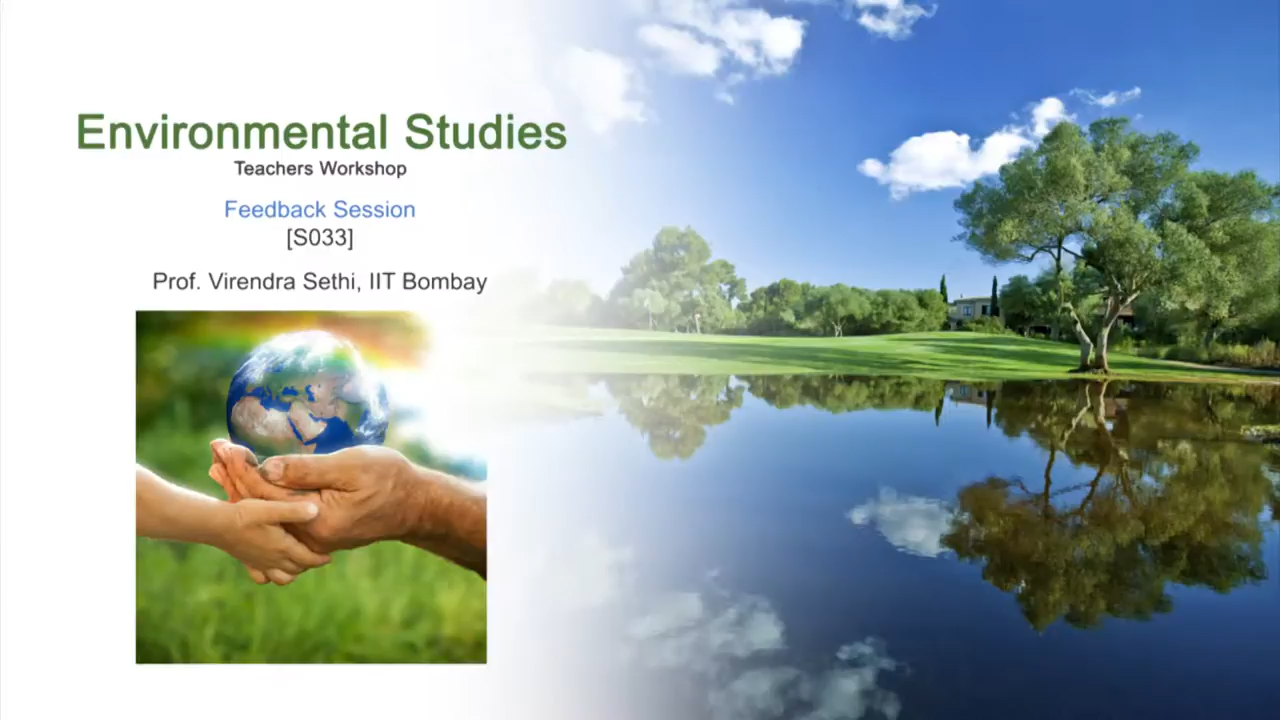 Environmental Studies
Teachers Workshop
Feedback Session
[S033]
Prof. Virendra Sethi, IIT Bombay